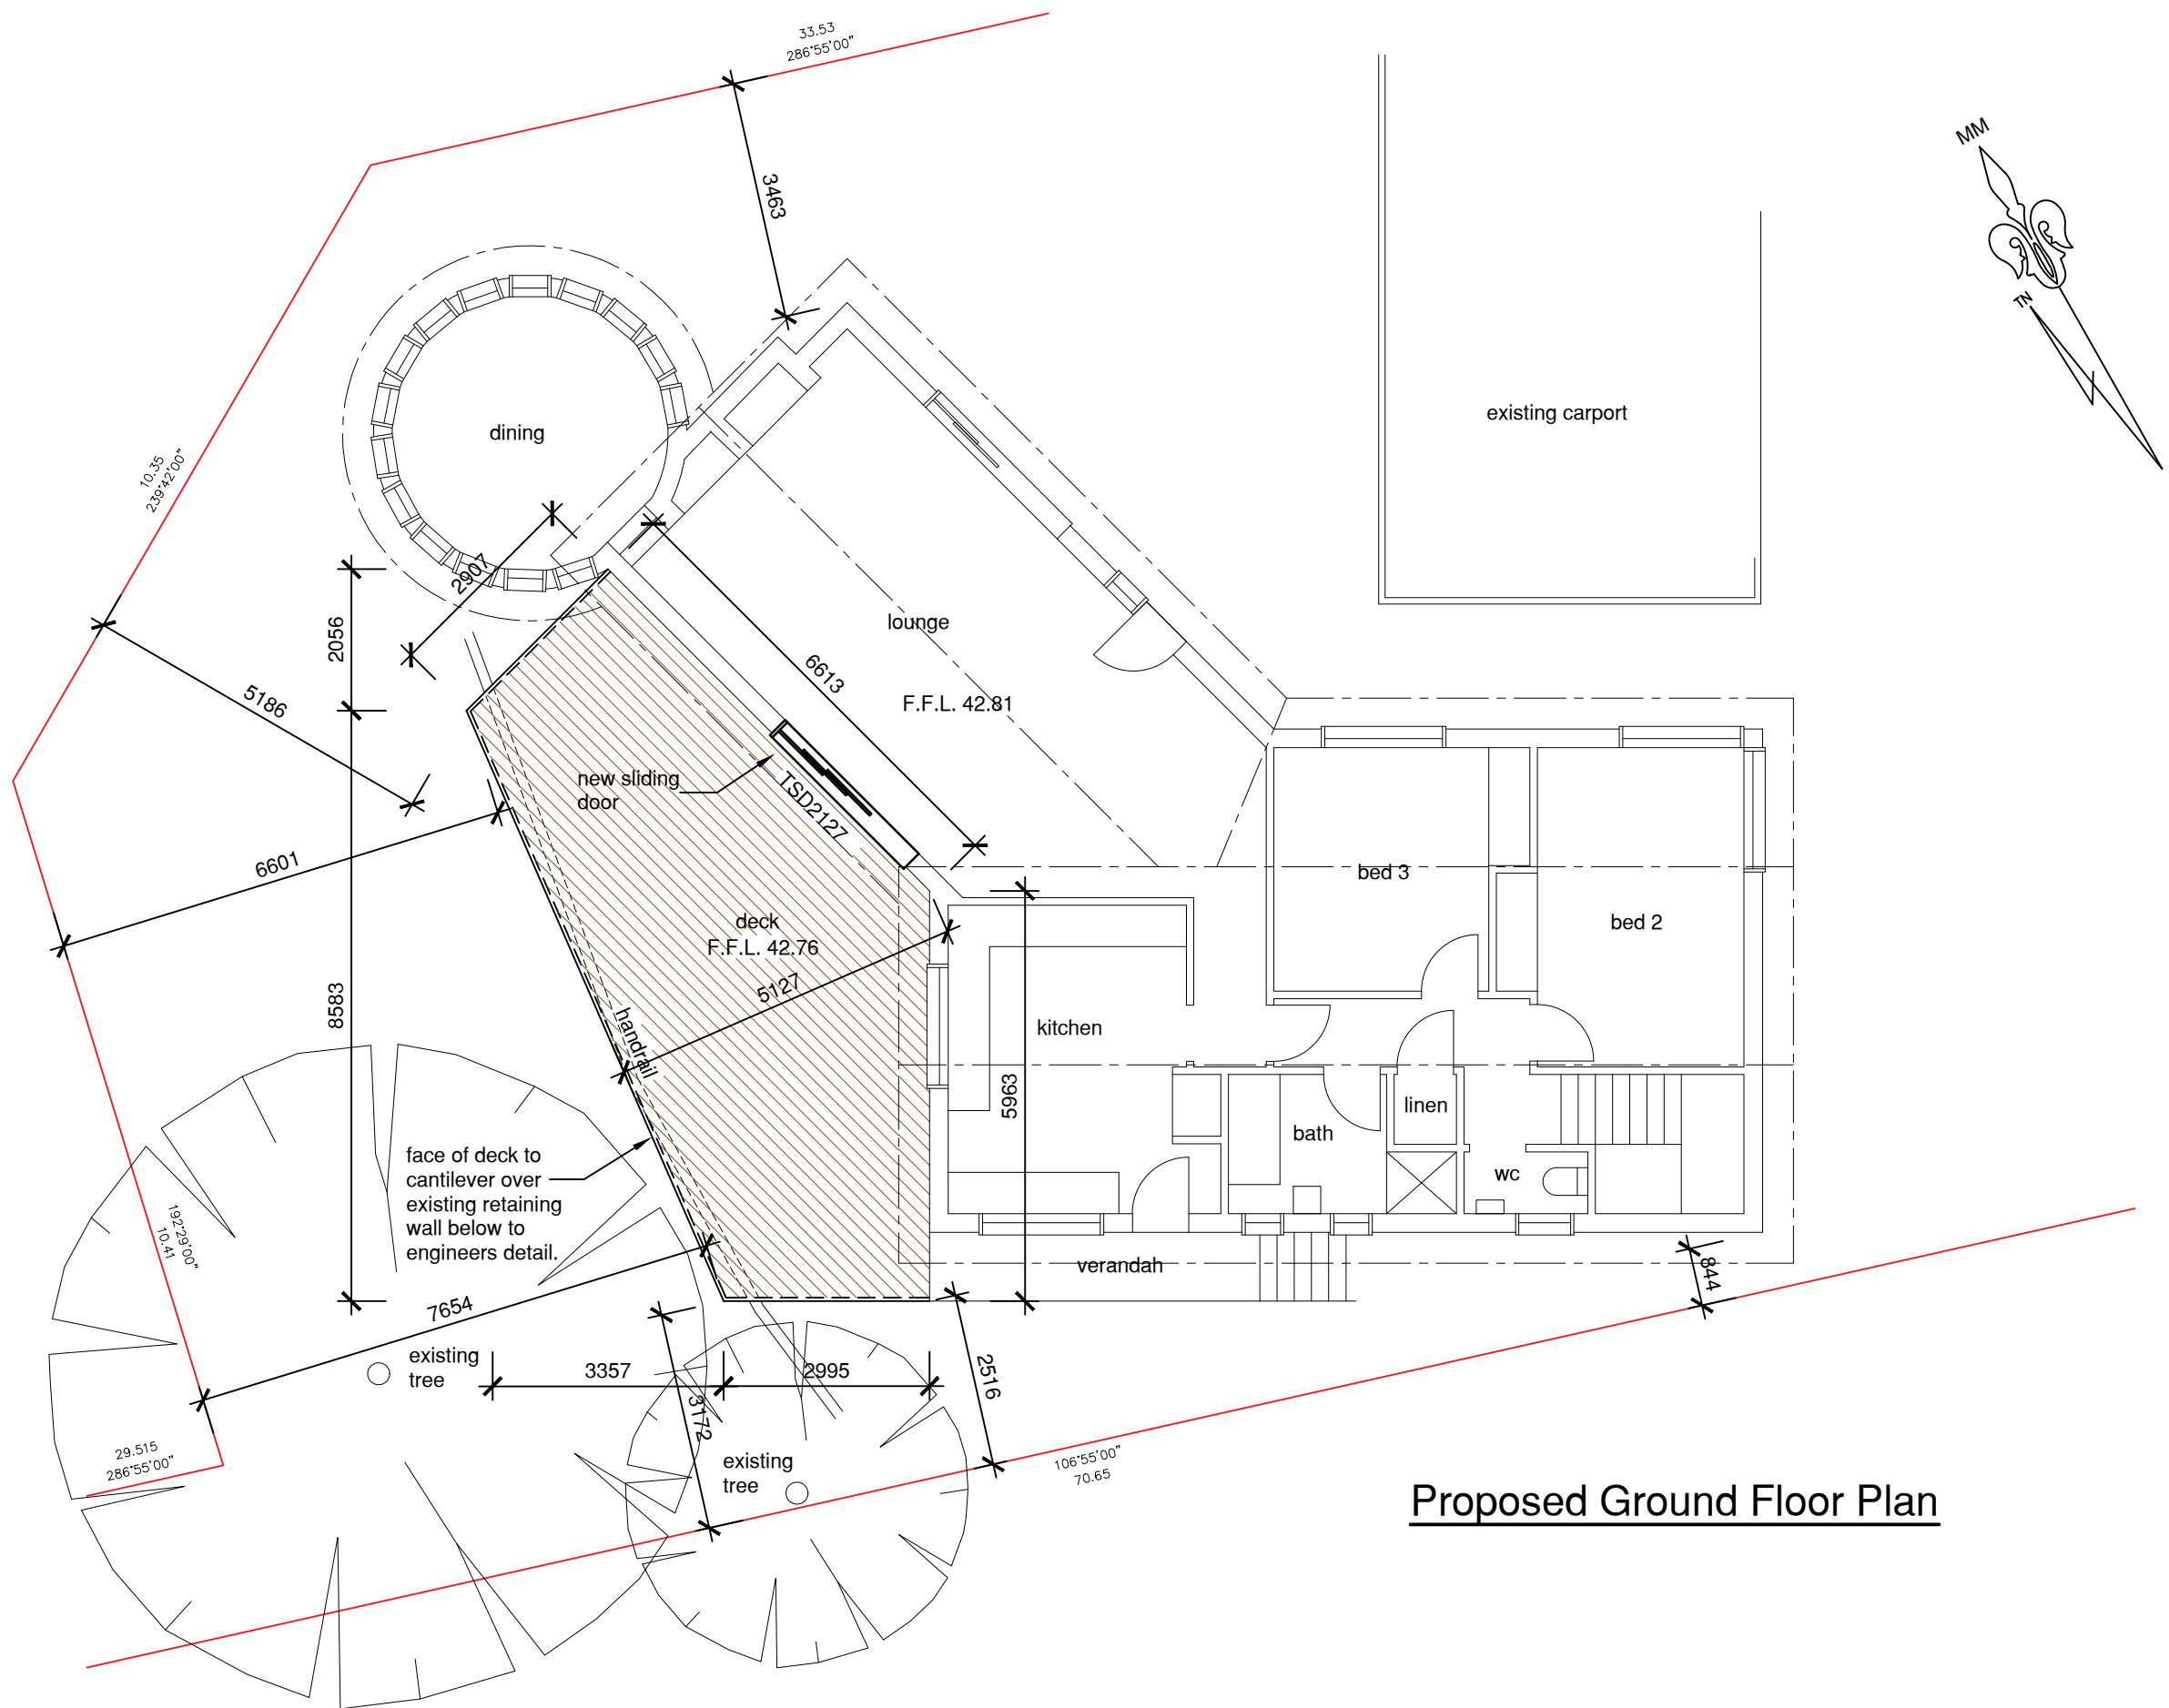 33.53
286°55'00"
MM
TN
3463
existing carport
dining
10.35
239°42'00"
2907
2056
lounge
6613
5186
F.F.L. 42.81
new sliding
door
TSD2127
6601
bed 3
deck
F.F.L. 42.76
bed 2
5127
8583
handrail
kitchen
5963
linen
bath
face of deck to
cantilever over
existing retaining
wall below to
engineers detail.
wc
192°29'00"
10.41
verandah
844
7654
existing
tree
3357
2995
2516
3172
29.515
286°55'00"
existing
tree
106°55'00"
70.65
Proposed Ground Floor Plan